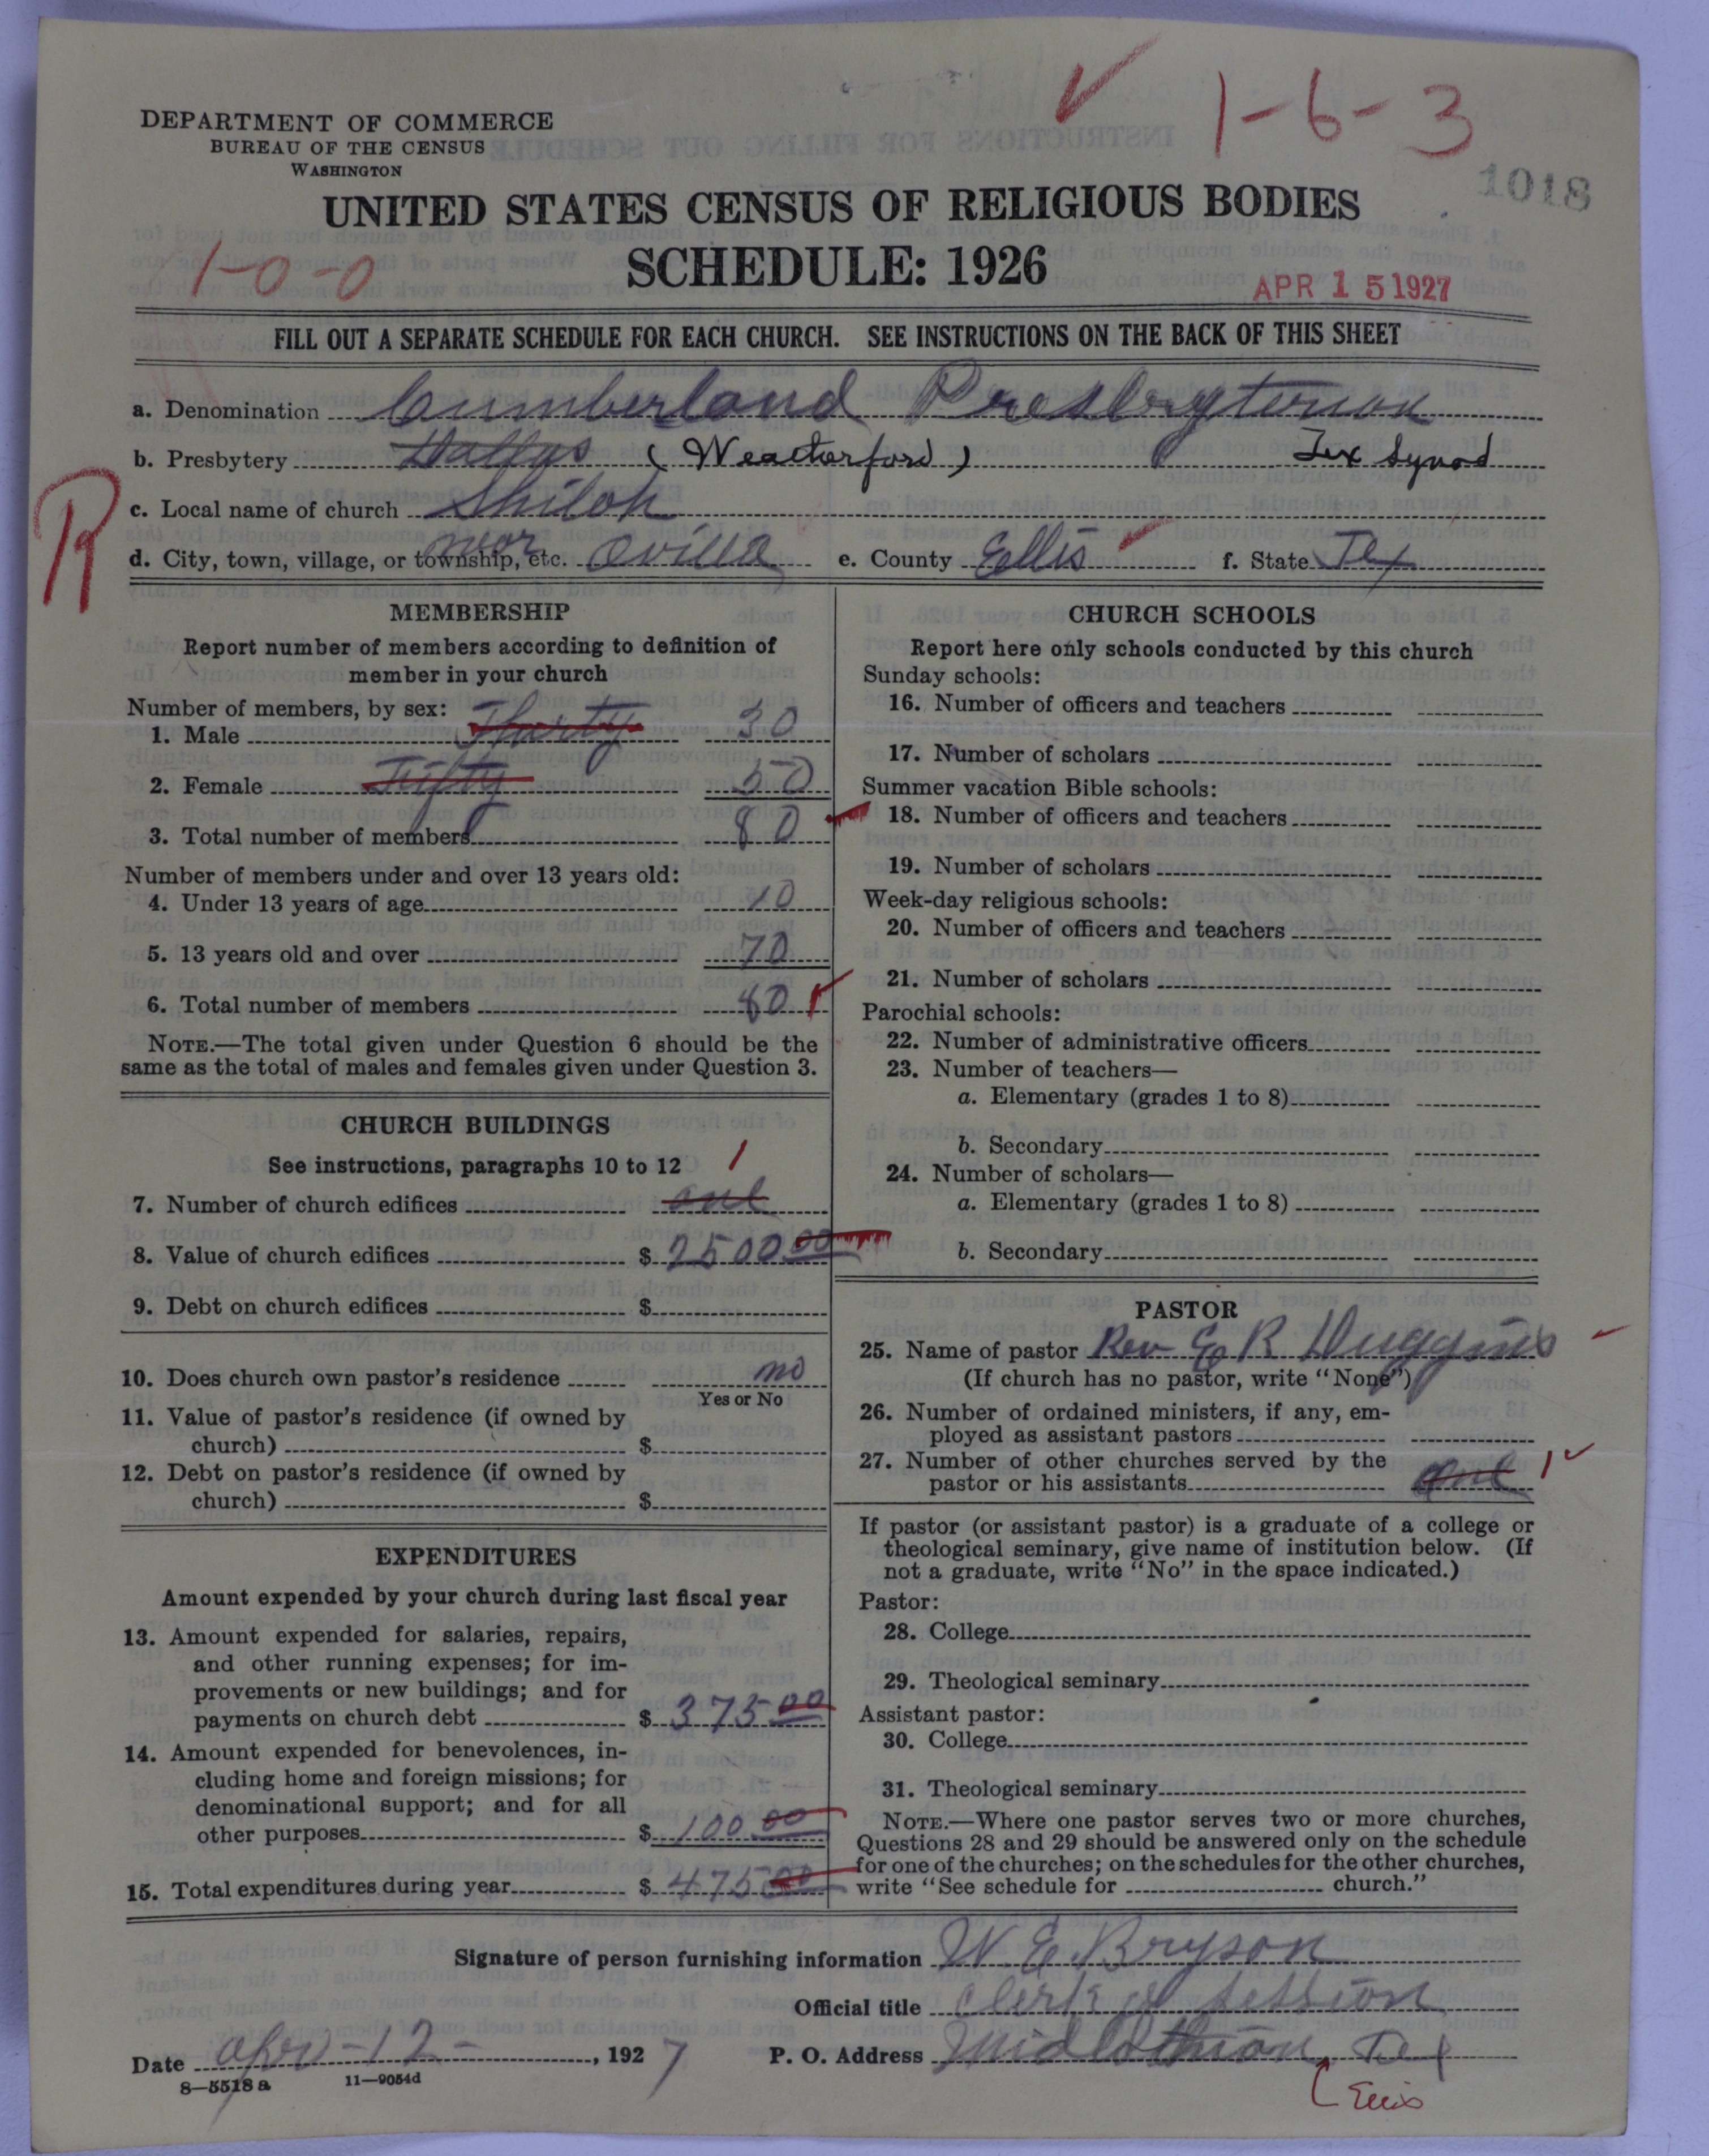 1-6-3
DEPARTMENT OF COMMERCE
BUREAU OF THE CENSUS
WASHINGTON
1018
UNITED STATES CENSUS OF RELIGIOUS BODIES
SCHEDULE: 1926
1-0-0
APR 15 1927
FILL OUT A SEPARATE SCHEDULE FOR EACH CHURCH. SEE INSTRUCTIONS ON THE BACK OF THIS SHEET
a. Denomination Cumberland Presbyterian
b. Presbytery Dallas (Weatherford) Tex Synod
R
c. Local name of church Shiloh
d. City, town, village, or township, etc. near Ovilla e. County Ellis f. State Tex
MEMBERSHIP
Report number of members according to definition of
member in your church
Number of members, by sex:
1. Male Thirty 30
2. Female Fifty 50
3. Total number of members 80
Number of members under and over 13 years old:
4. Under 13 years of age 10
5. 13 years old and over 70
6. Total number of members 80
NOTE.—The total given under Question 6 should be the
same as the total of males and females given under Question 3.
CHURCH BUILDINGS
See instructions, paragraphs 10 to 12
1
7. Number of church edifices one
8. Value of church edifices $ 2500.00
9. Debt on church edifices $
10. Does church own pastor's residence no
Yes or No
11. Value of pastor's residence (if owned by
church) $
12. Debt on pastor's residence (if owned by
church) $
EXPENDITURES
Amount expended by your church during last fiscal year
13. Amount expended for salaries, repairs,
and other running expenses; for im-
provements or new buildings; and for
payments on church debt $ 375 00
14. Amount expended for benevolences, in-
cluding home and foreign missions; for
denominational support; and for all
other purposes $ 100 00
15. Total expenditures during year $ 475 00
CHURCH SCHOOLS
Report here only schools conducted by this church
Sunday schools:
16. Number of officers and teachers
17. Number of scholars
Summer vacation Bible schools:
18. Number of officers and teachers
19. Number of scholars
Week-day religious schools:
20. Number of officers and teachers
21. Number of scholars
Parochial schools:
22. Number of administrative officers
23. Number of teachers—
a. Elementary (grades 1 to 8)
b. Secondary
24. Number of scholars—
a. Elementary (grades 1 to 8)
b. Secondary
PASTOR
25. Name of pastor Rev E R Duggins
(If church has no pastor, write "None")
26. Number of ordained ministers, if any, em-
ployed as assistant pastors
27. Number of other churches served by the
pastor or his assistants one 1
If pastor (or assistant pastor) is a graduate of a college or
theological seminary, give name of institution below. (If
not a graduate, write "No" in the space indicated.)
Pastor:
28. College
29. Theological seminary
Assistant pastor:
30. College
31. Theological seminary
NOTE.—Where one pastor serves two or more churches,
Questions 28 and 29 should be answered only on the schedule
for one of the churches; on the schedules for the other churches,
write "See schedule for church."
Signature of person furnishing information W. E. Bryson
Official title Clerk of Session
Date Apr-12-, 1927 P. O. Address Midlothian, Tex
8-5518 a 11-9054d
Ellis